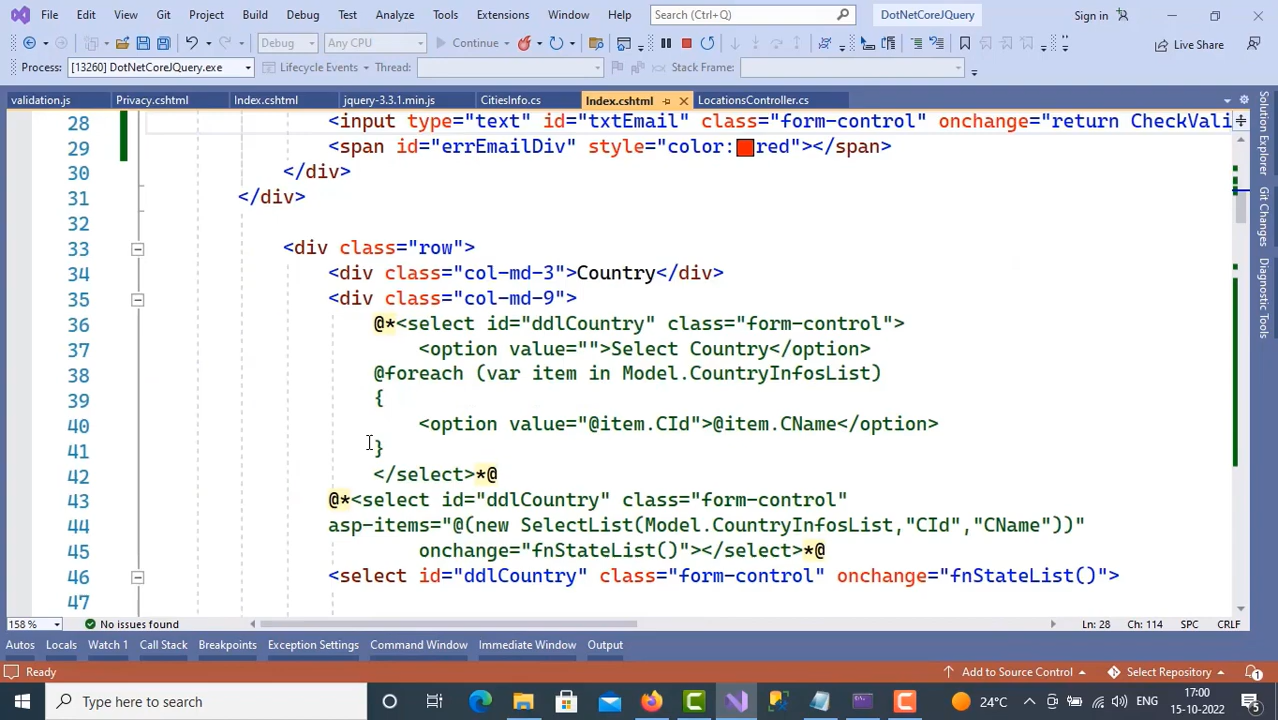 File Edit View Git Project Build Debug Test Analyze Tools Extensions Window Help Search (Ctrl+Q) DotNetCoreJQuery Sign in
Debug Any CPU Continue Live Share
Process: [13260] DotNetCoreJQuery.exe Lifecycle Events Thread: Stack Frame:
validation.js Privacy.cshtml Index.cshtml jquery-3.3.1.min.js CitiesInfo.cs Index.cshtml LocationsController.cs
28 <input type="text" id="txtEmail" class="form-control" onchange="return CheckVali
29 <span id="errEmailDiv" style="color:red"></span>
30 </div>
31 </div>
32
33 <div class="row">
34 <div class="col-md-3">Country</div>
35 <div class="col-md-9">
36 @*<select id="ddlCountry" class="form-control">
37 <option value="">Select Country</option>
38 @foreach (var item in Model.CountryInfosList)
39 {
40 <option value="@item.CId">@item.CName</option>
41 }
42 </select>*@
43 @*<select id="ddlCountry" class="form-control"
44 asp-items="@(new SelectList(Model.CountryInfosList,"CId","CName"))"
45 onchange="fnStateList()"></select>*@
46 <select id="ddlCountry" class="form-control" onchange="fnStateList()">
47
Solution Explorer
Git Changes
Diagnostic Tools
158 % No issues found Ln: 28 Ch: 114 SPC CRLF
Autos Locals Watch 1 Call Stack Breakpoints Exception Settings Command Window Immediate Window Output
Ready Add to Source Control Select Repository 1
Type here to search 24°C ENG 17:00 15-10-2022 5